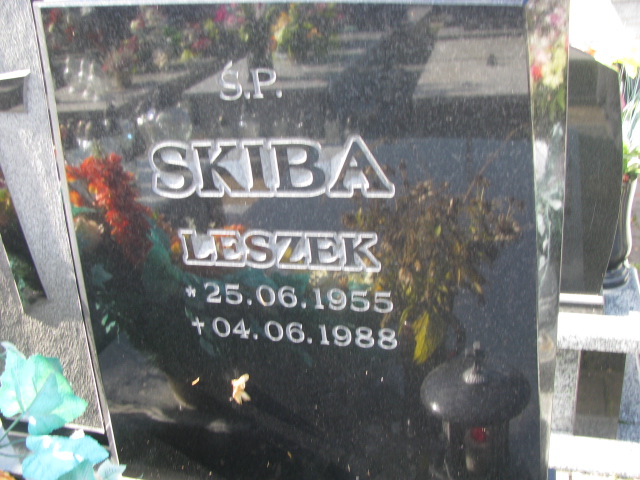 Ś.P.
SKIBA
LESZEK
* 25.06.1955
+ 04.06.1988